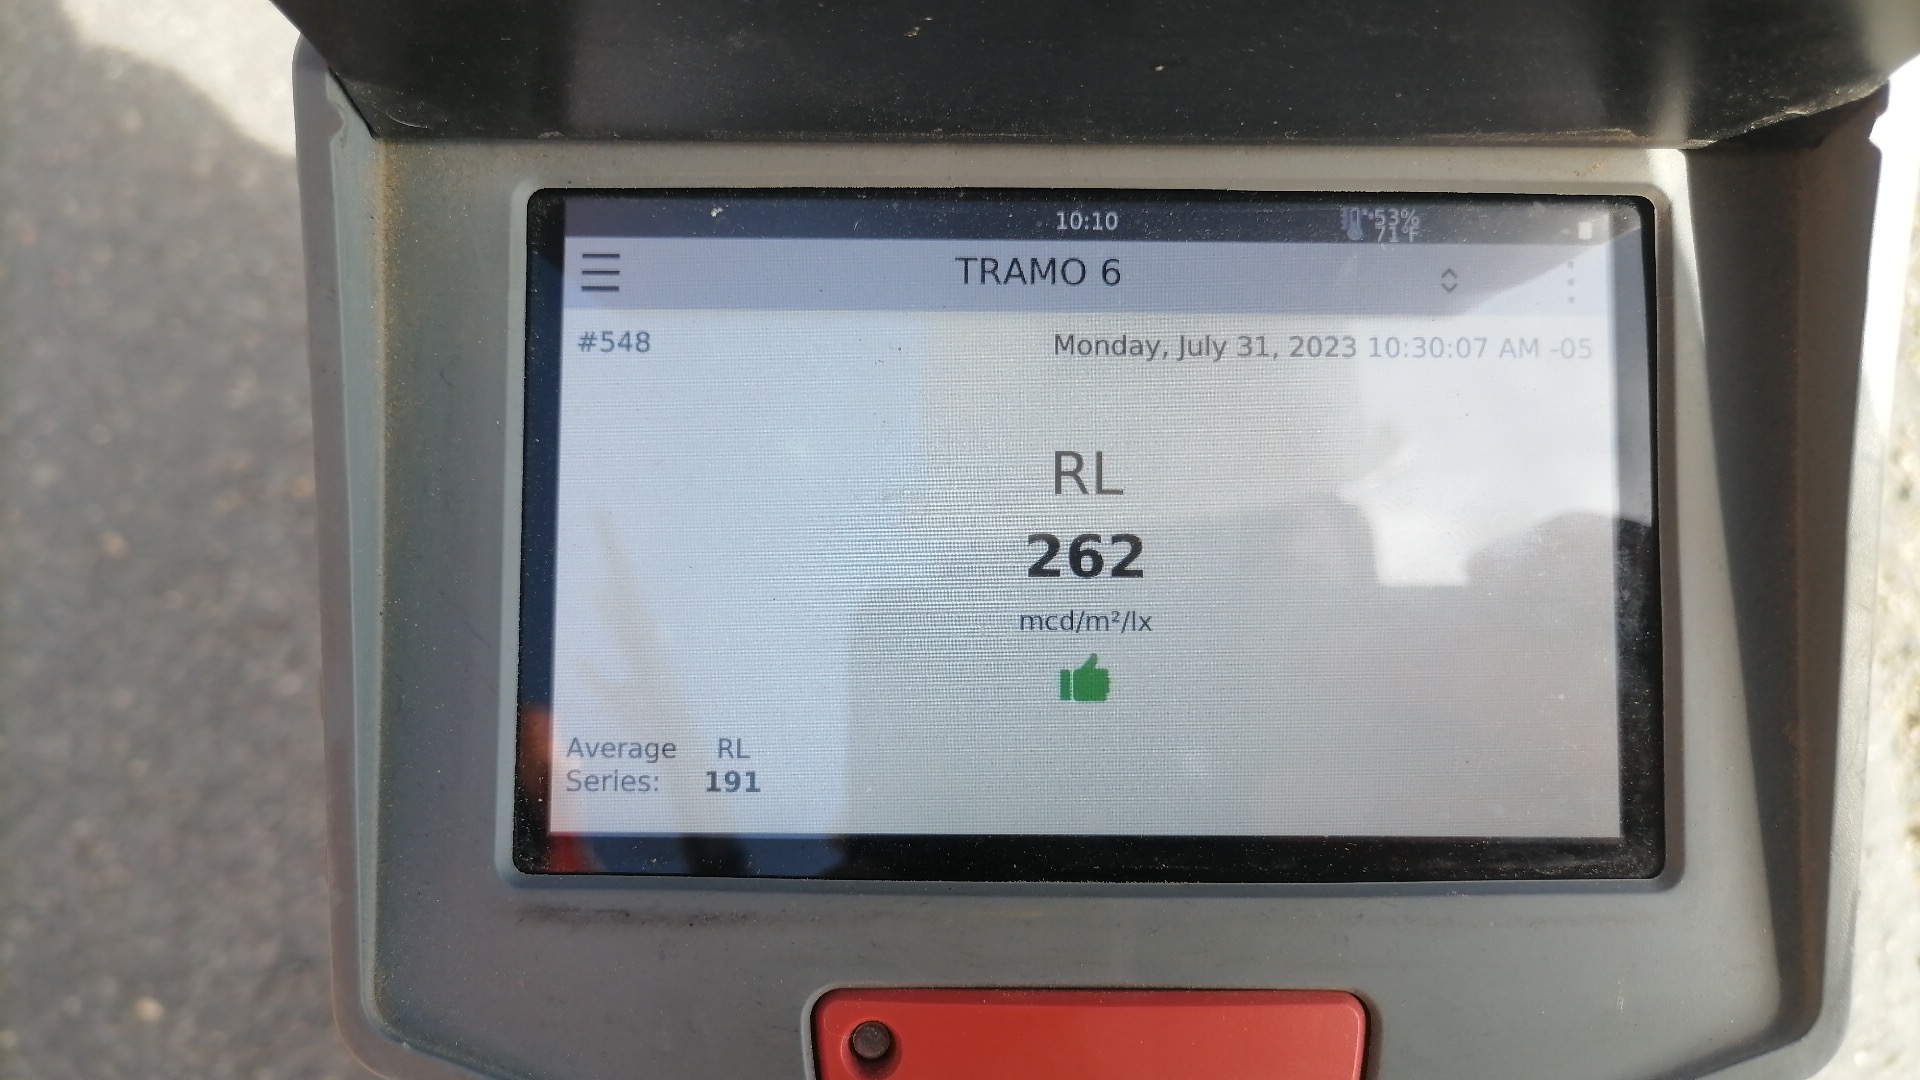 10:10
53%
71°F
TRAMO 6
#548 Monday, July 31, 2023 10:30:07 AM -05
RL
262
mcd/m²/lx
Average RL
Series: 191